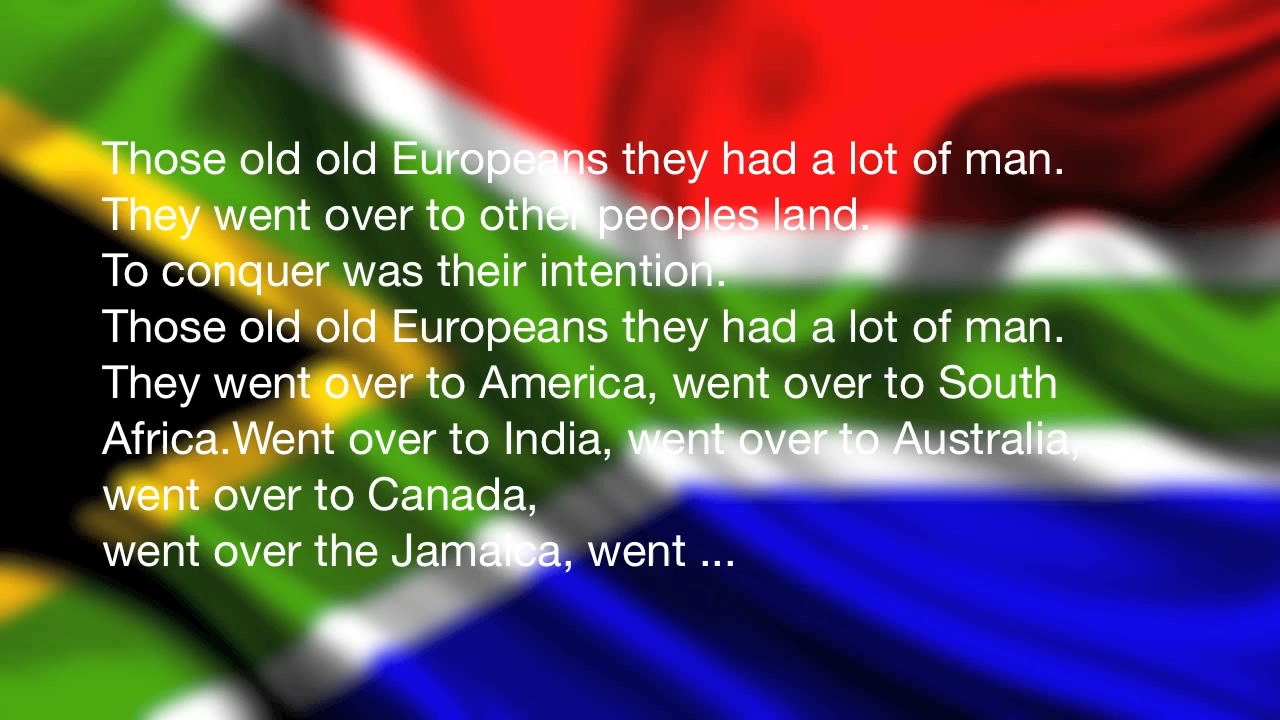 Those old old Europeans they had a lot of man.
They went over to other peoples land.
To conquer was their intention.
Those old old Europeans they had a lot of man.
They went over to America, went over to South
Africa.Went over to India, went over to Australia,
went over to Canada,
went over the Jamaica, went ...